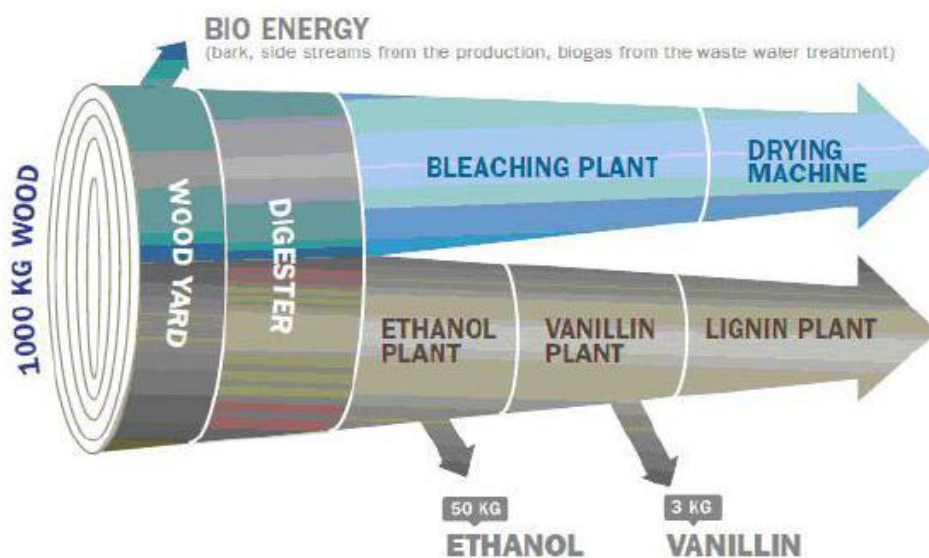 BIO ENERGY
(bark, side streams from the production, biogas from the waste water treatment)
1000 KG WOOD
WOOD YARD
DIGESTER
BLEACHING PLANT
DRYING
MACHINE
ETHANOL
PLANT
VANILLIN
PLANT
LIGNIN PLANT
50 KG
ETHANOL
3 KG
VANILLIN